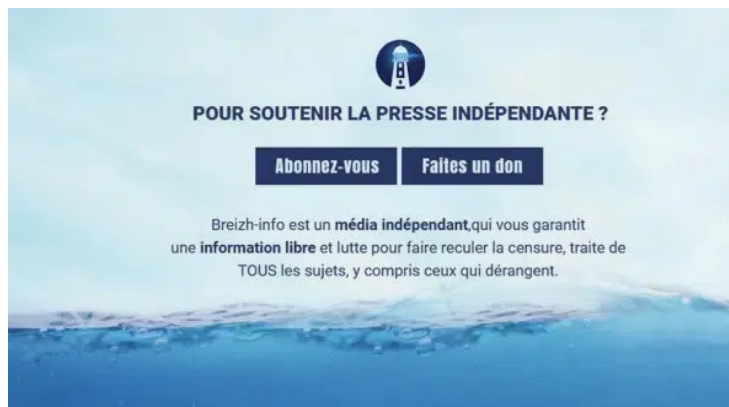 POUR SOUTENIR LA PRESSE INDÉPENDANTE ?
Abonnez-vous Faites un don
Breizh-info est un média indépendant,qui vous garantit
une information libre et lutte pour faire reculer la censure, traite de
TOUS les sujets, y compris ceux qui dérangent.